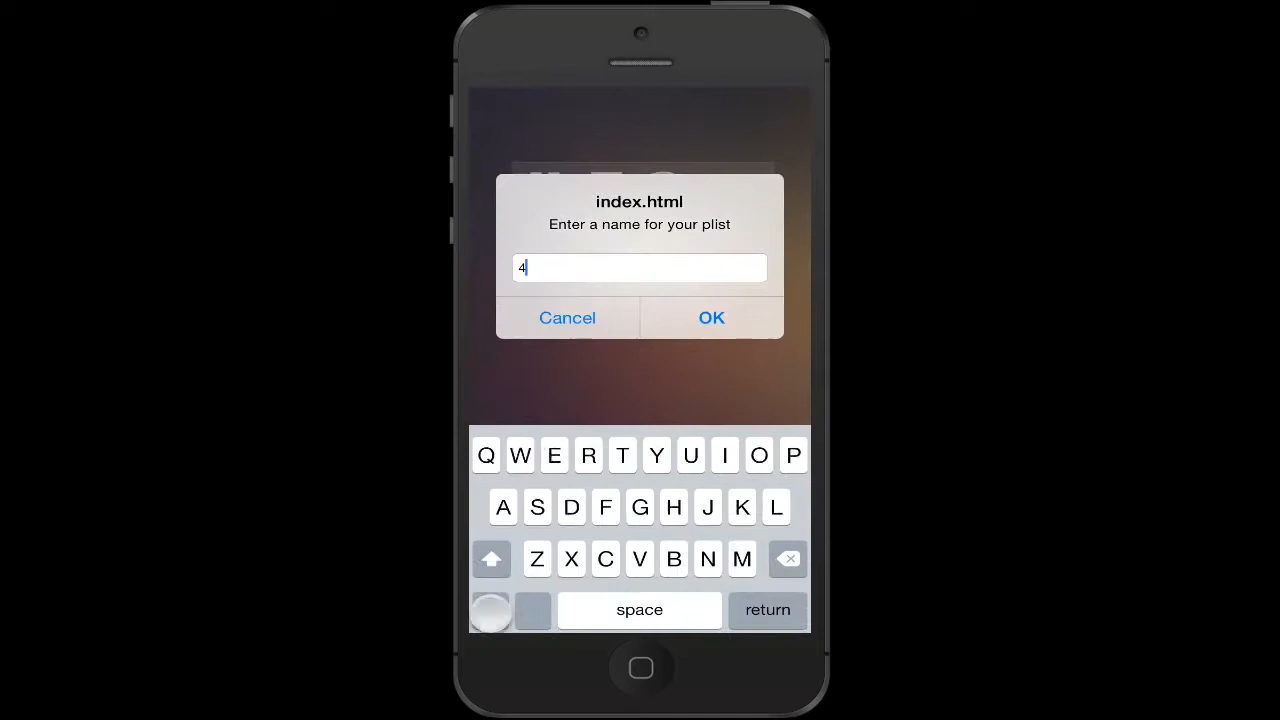 index.html
Enter a name for your plist
4
Cancel OK
Q W E R T Y U I O P
A S D F G H J K L
Z X C V B N M
space return